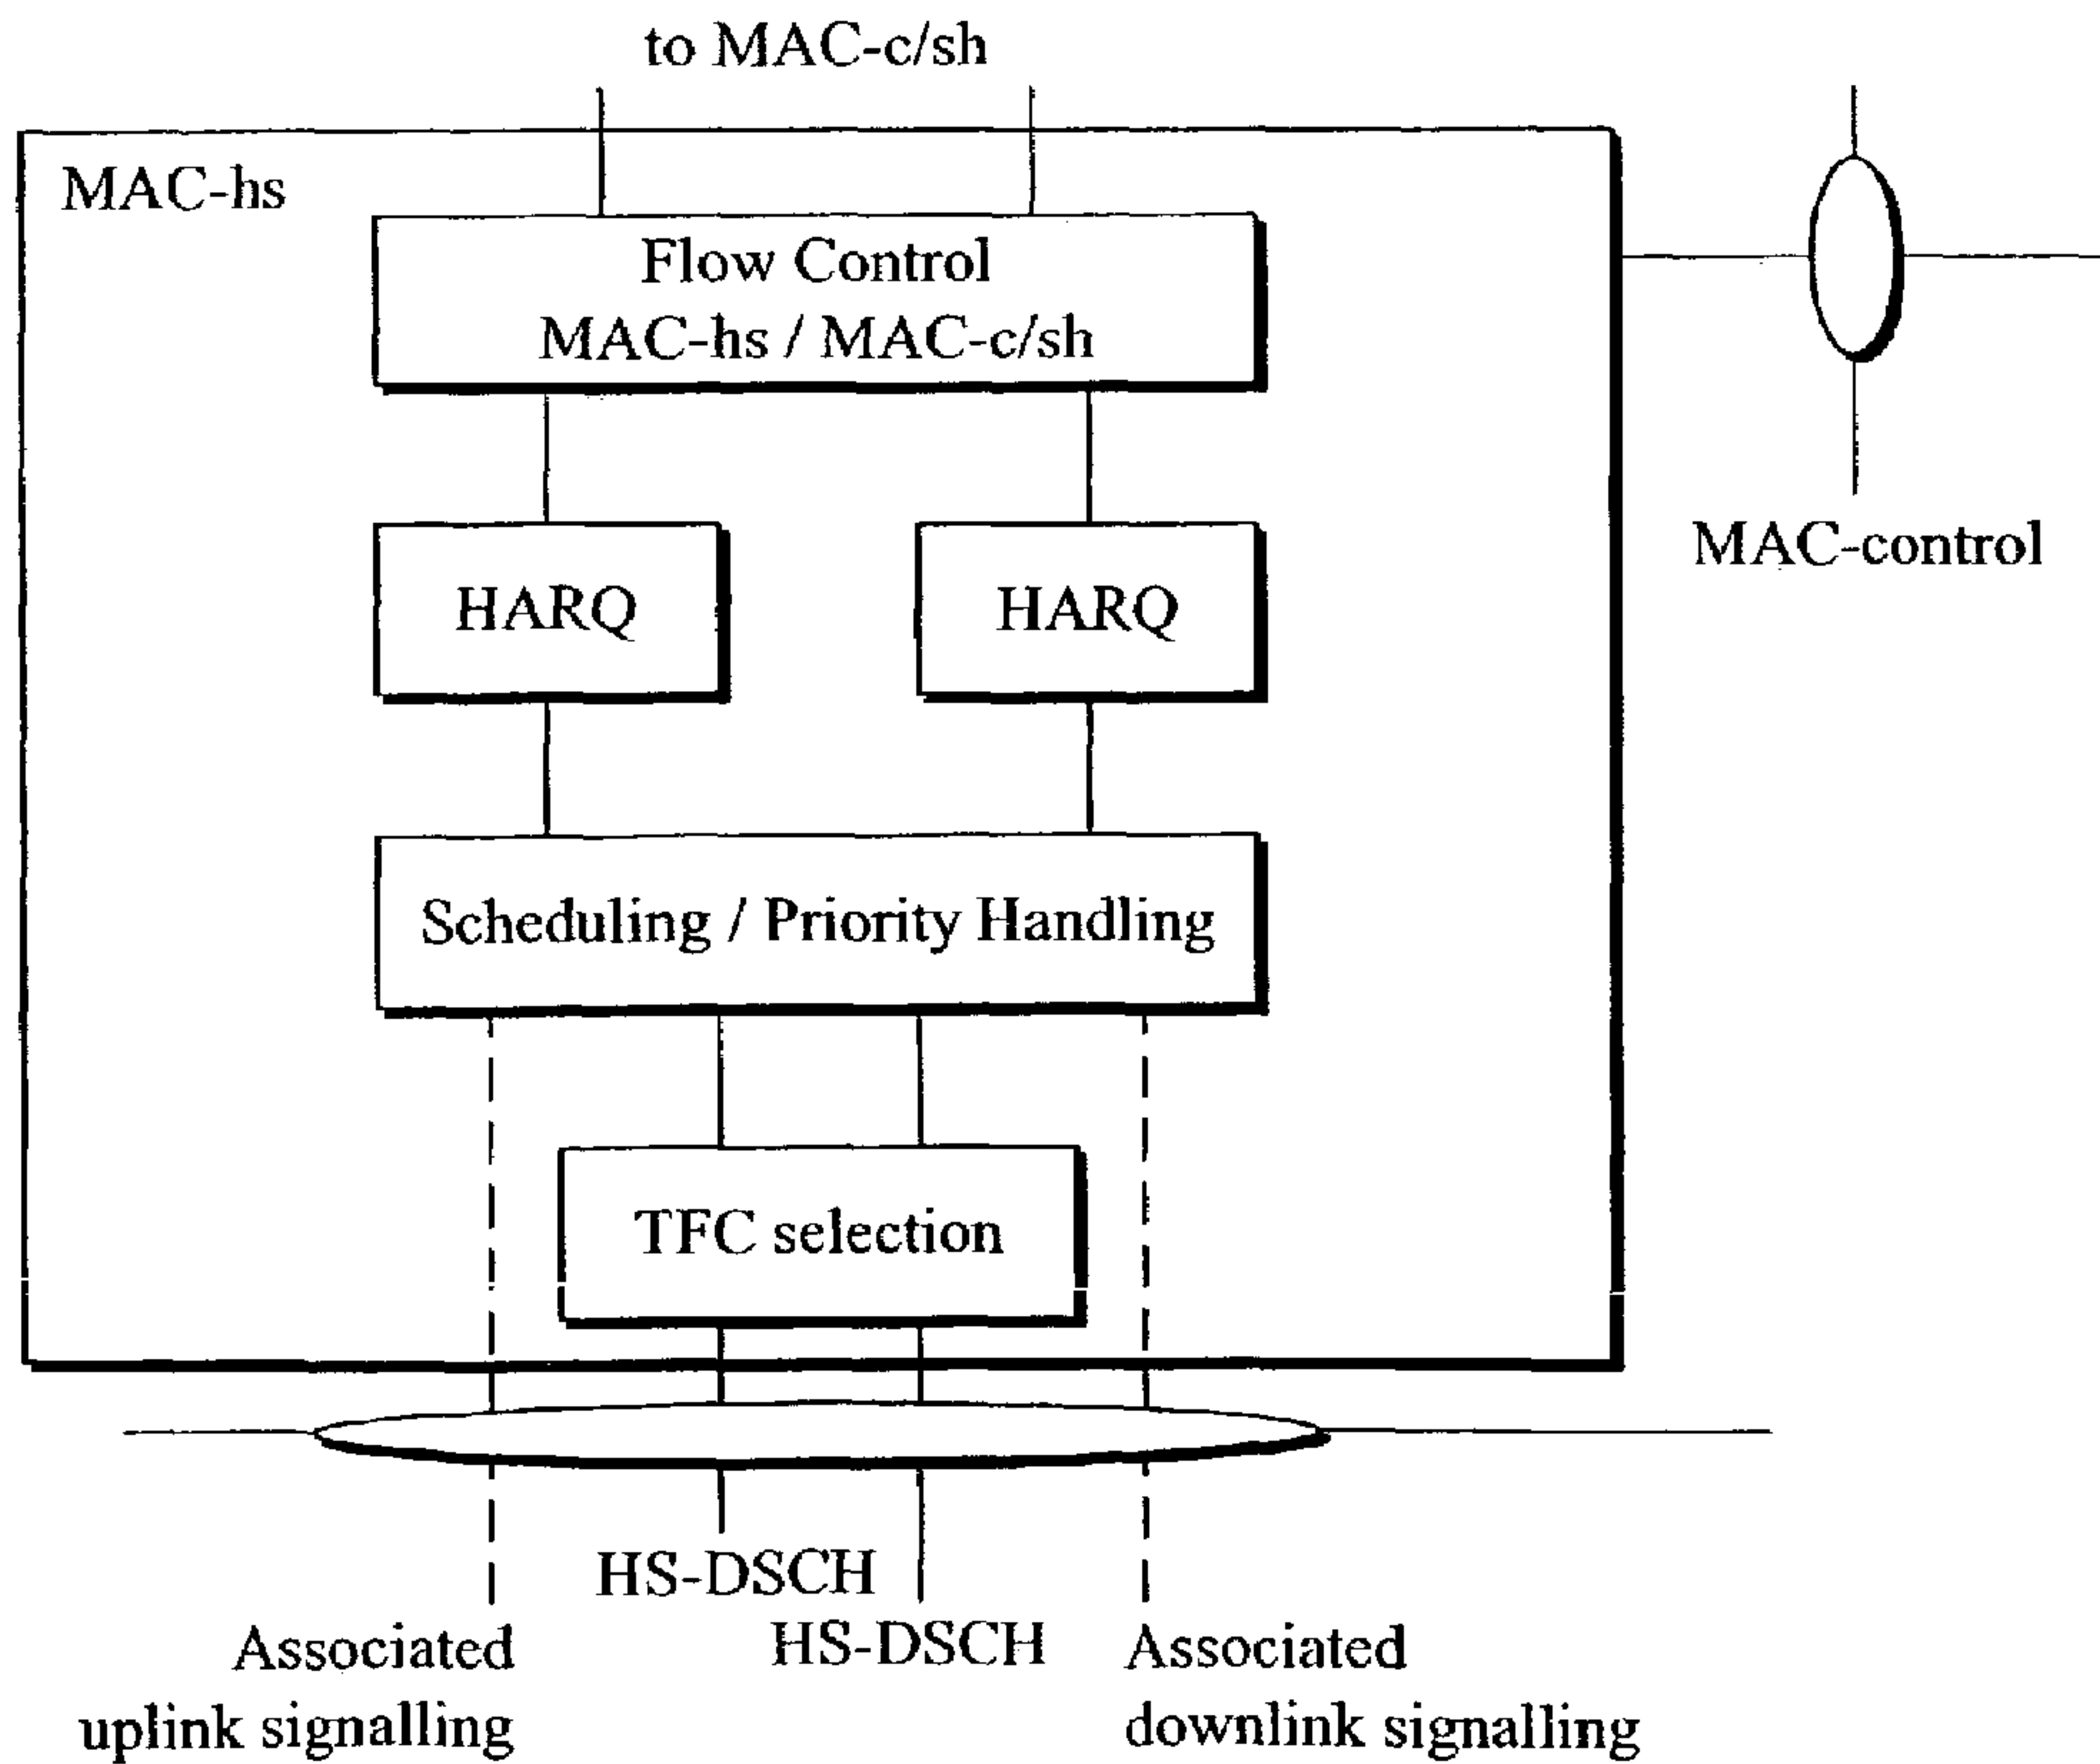 to MAC-c/sh
MAC-hs
Flow Control
MAC-hs / MAC-c/sh
HARQ
HARQ
MAC-control
Scheduling / Priority Handling
TFC selection
HS-DSCH
HS-DSCH
Associated
uplink signalling
Associated
downlink signalling